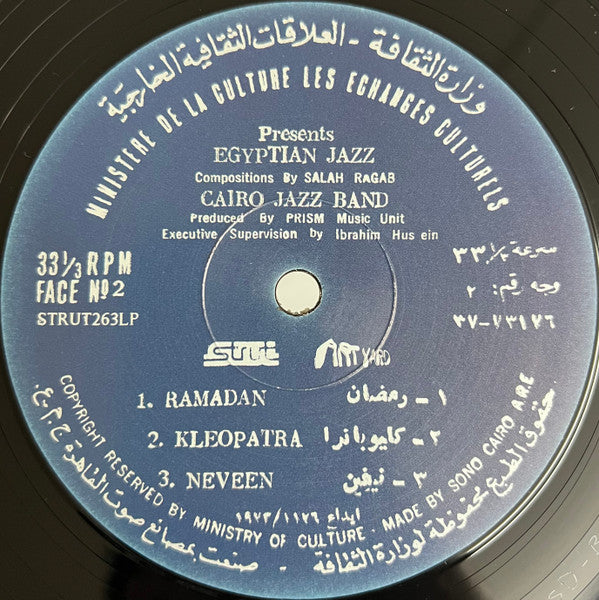 وزارة الثقافة - العلاقات الثقافية الخارجية
MINISTERE DE LA CULTURE LES ECHANGES CULTURELS
Presents
EGYPTIAN JAZZ
Compositions By SALAH RAGAB
CAIRO JAZZ BAND
Preduced By PRISM Music Unit
Executive Supervision by Ibrahim Hus ein
33⅓ RPM
سرعة ٣٣⅓
FACE Nº2
وجه رقم: ٢
STRUT263LP
٣٧-٧٣١٢٦
strut
ART YARD
1. RAMADAN
١ - رمضان
2. KLEOPATRA
٢ - كليوباترا
3. NEVEEN
٣ - نيفين
ايداع ١٩٧٣/١١٢٦
COPYRIGHT RESERVED BY MINISTRY OF CULTURE - MADE BY SONO CAIRO A.R.E
حقوق الطبع محفوظة لوزارة الثقافة - صنعت بمصانع صوت القاهرة ج.م.ع.